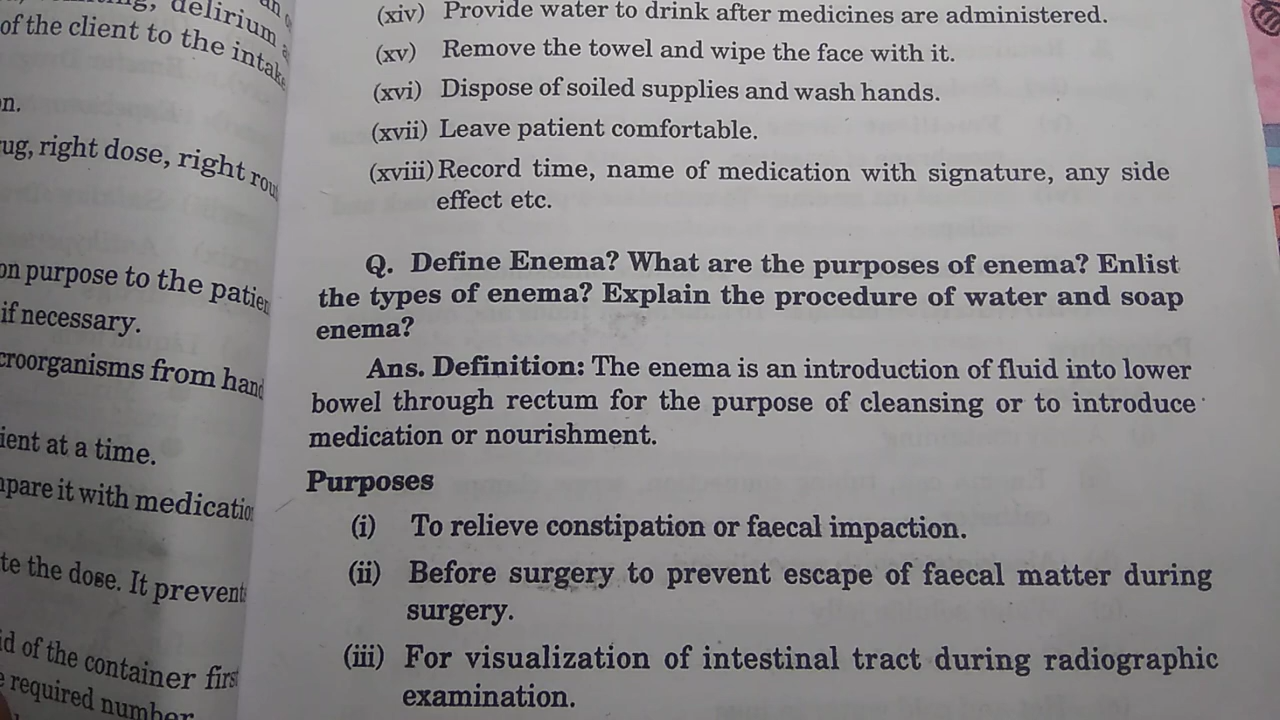 delirium
of the client to the intake
n.
ug, right dose, right
on purpose to the
if necessary.
croorganisms from
ient at a time.
pare it with
te the dose. It prevent
id of the container
required number
(xiv) Provide water to drink after medicines are administered.
(xv) Remove the towel and wipe the face with it.
(xvi) Dispose of soiled supplies and wash hands.
(xvii) Leave patient comfortable.
(xviii) Record time, name of medication with signature, any side
effect etc.
Q. Define Enema? What are the purposes of enema? Enlist
the types of enema? Explain the procedure of water and soap
enema?
Ans. Definition: The enema is an introduction of fluid into lower
bowel through rectum for the purpose of cleansing or to introduce
medication or nourishment.
Purposes
(i) To relieve constipation or faecal impaction.
(ii) Before surgery to prevent escape of faecal matter during
surgery.
(iii) For visualization of intestinal tract during radiographic
examination.